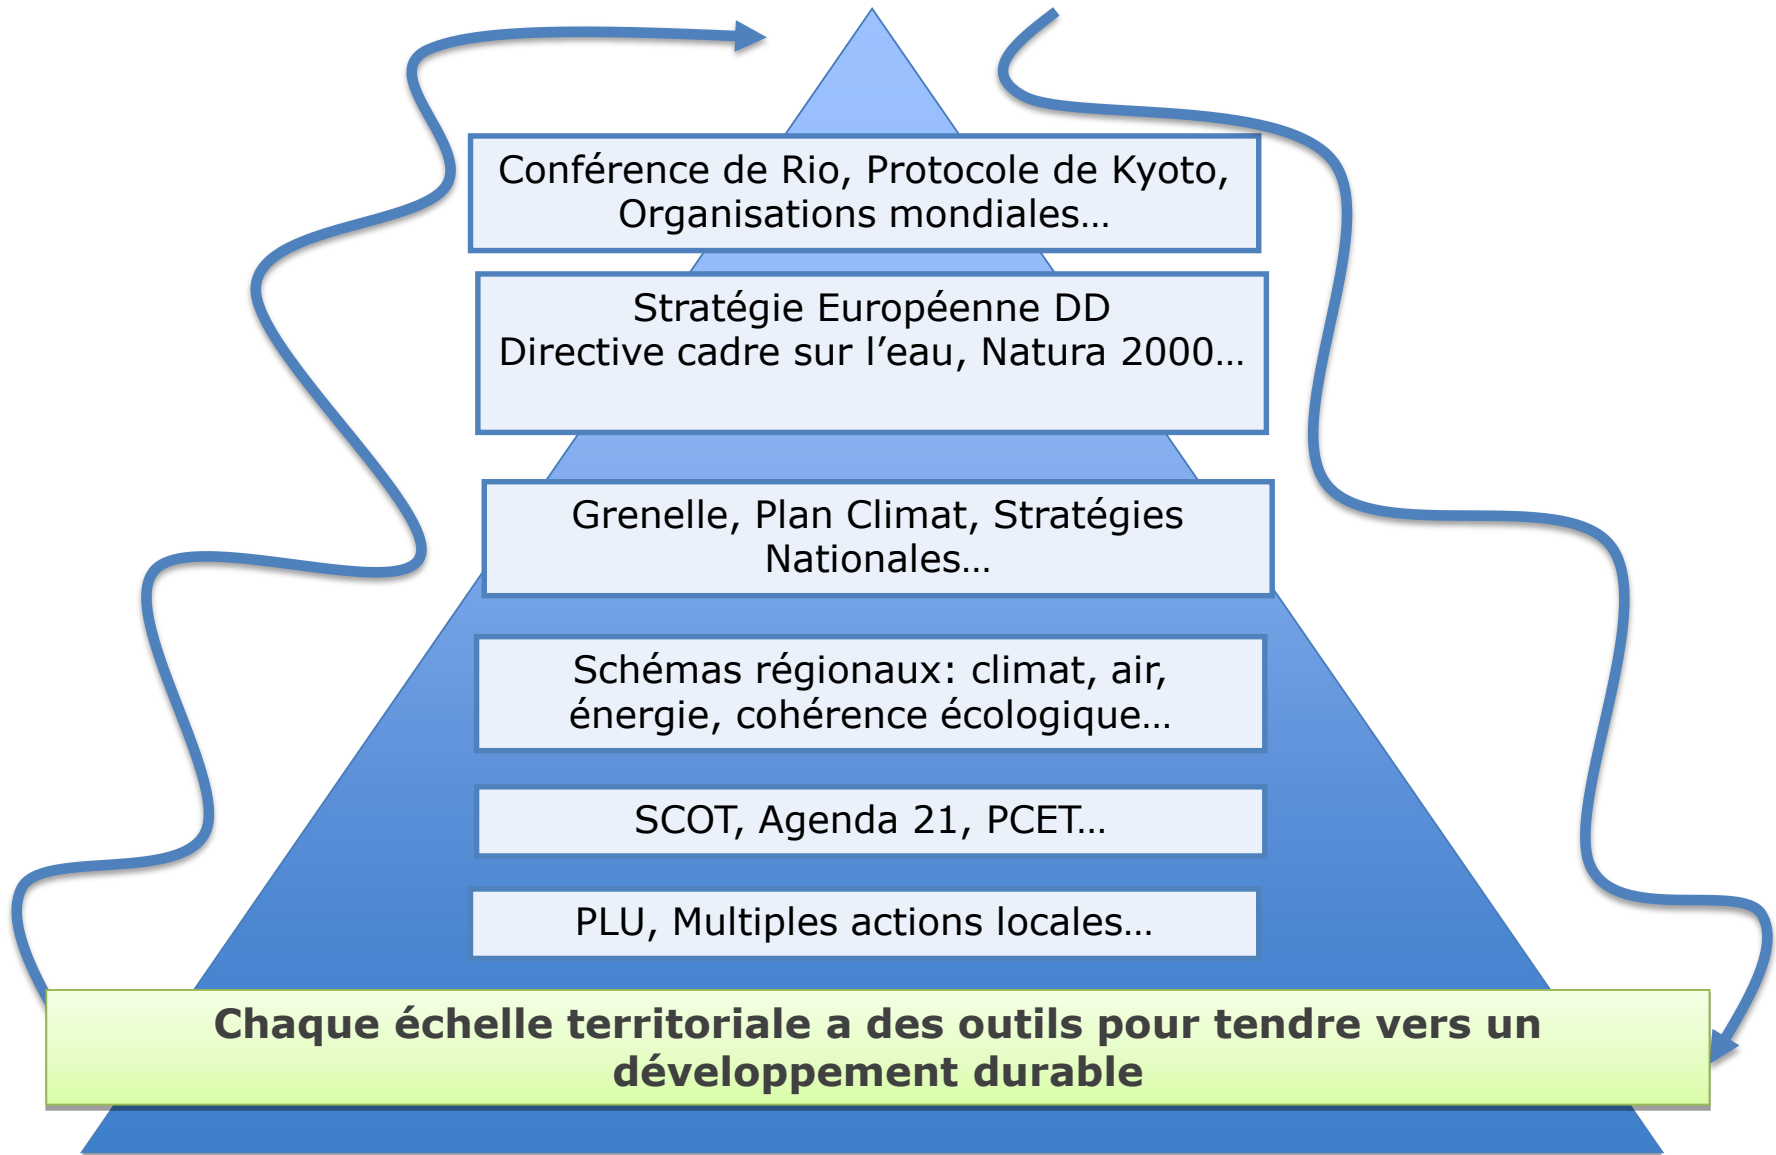 Conférence de Rio, Protocole de Kyoto,
Organisations mondiales…
Stratégie Européenne DD
Directive cadre sur l’eau, Natura 2000…
Grenelle, Plan Climat, Stratégies
Nationales…
Schémas régionaux: climat, air,
énergie, cohérence écologique…
SCOT, Agenda 21, PCET…
PLU, Multiples actions locales…
Chaque échelle territoriale a des outils pour tendre vers un
développement durable